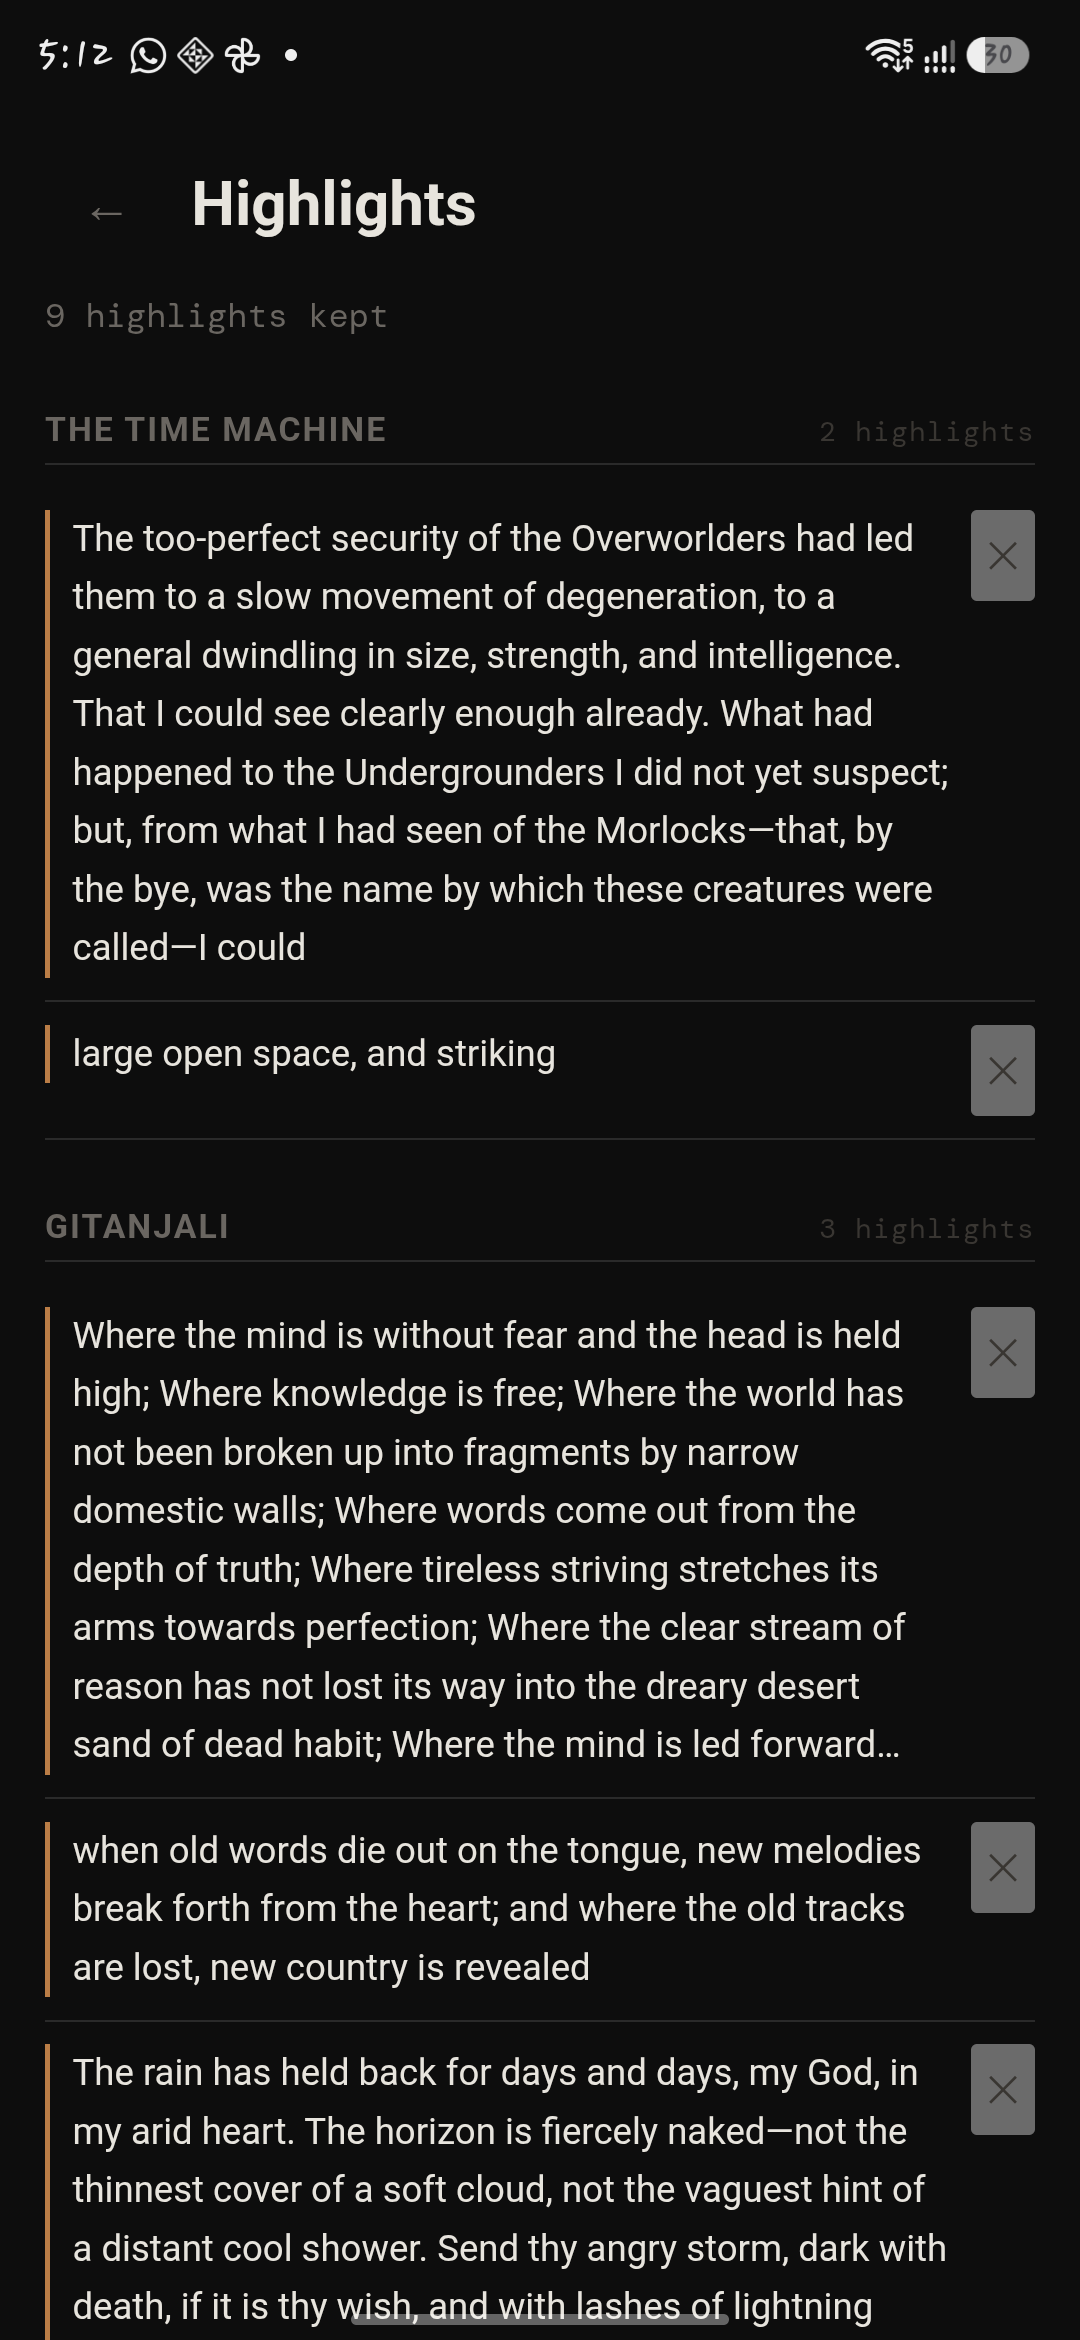 5:12
5
30
← Highlights
9 highlights kept
THE TIME MACHINE 2 highlights
The too-perfect security of the Overworlders had led
them to a slow movement of degeneration, to a
general dwindling in size, strength, and intelligence.
That I could see clearly enough already. What had
happened to the Undergrounders I did not yet suspect;
but, from what I had seen of the Morlocks—that, by
the bye, was the name by which these creatures were
called—I could
large open space, and striking
GITANJALI 3 highlights
Where the mind is without fear and the head is held
high; Where knowledge is free; Where the world has
not been broken up into fragments by narrow
domestic walls; Where words come out from the
depth of truth; Where tireless striving stretches its
arms towards perfection; Where the clear stream of
reason has not lost its way into the dreary desert
sand of dead habit; Where the mind is led forward...
when old words die out on the tongue, new melodies
break forth from the heart; and where the old tracks
are lost, new country is revealed
The rain has held back for days and days, my God, in
my arid heart. The horizon is fiercely naked—not the
thinnest cover of a soft cloud, not the vaguest hint of
a distant cool shower. Send thy angry storm, dark with
death, if it is thy wish, and with lashes of lightning